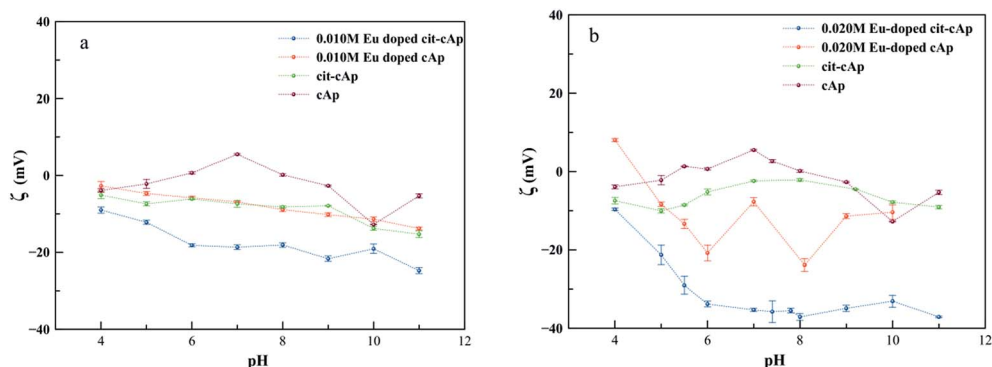 a
0.010M Eu doped cit-cAp
0.010M Eu doped cAp
cit-cAp
cAp
ζ (mV)
40
20
0
−20
−40
4 6 8 10 12
pH
b
0.020M Eu-doped cit-cAp
0.020M Eu-doped cAp
cit-cAp
cAp
ζ (mV)
40
20
0
−20
−40
4 6 8 10 12
pH